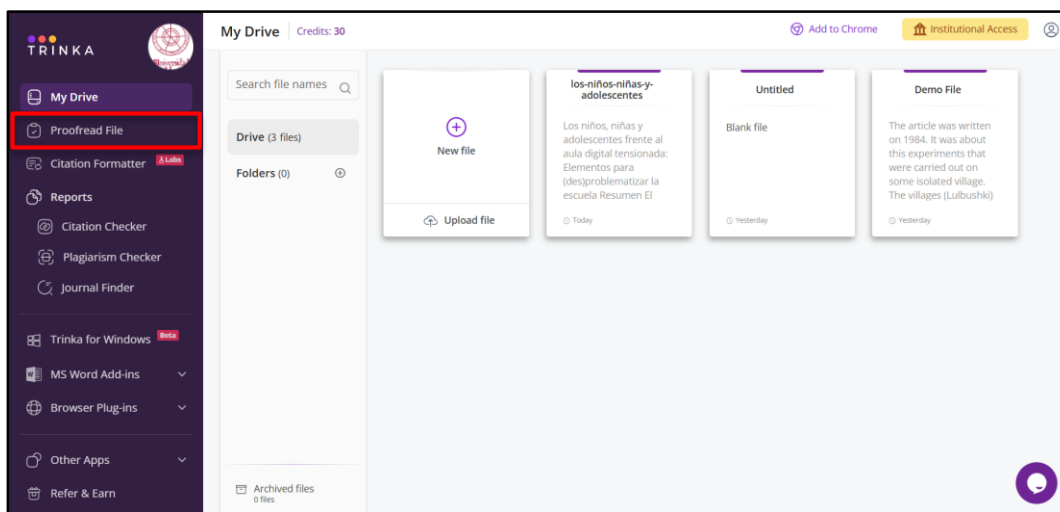 TRINKA
My Drive
Proofread File
Citation Formatter Labs
Reports
Citation Checker
Plagiarism Checker
Journal Finder
Trinka for Windows Beta
MS Word Add-ins
Browser Plug-ins
Other Apps
Refer & Earn
My Drive Credits: 30
Add to Chrome
Institutional Access
Search file names
Drive (3 files)
Folders (0)
Archived files
0 files
New file
Upload file
los-niños-niñas-y-
adolescentes
Los niños, niñas y
adolescentes frente al
aula digital tensionada:
Elementos para
(des)problematizar la
escuela Resumen El
Today
Untitled
Blank file
Yesterday
Demo File
The article was written
on 1984. It was about
this experiments that
were carried out on
some isolated village.
The villages (Lulbushki)
Yesterday